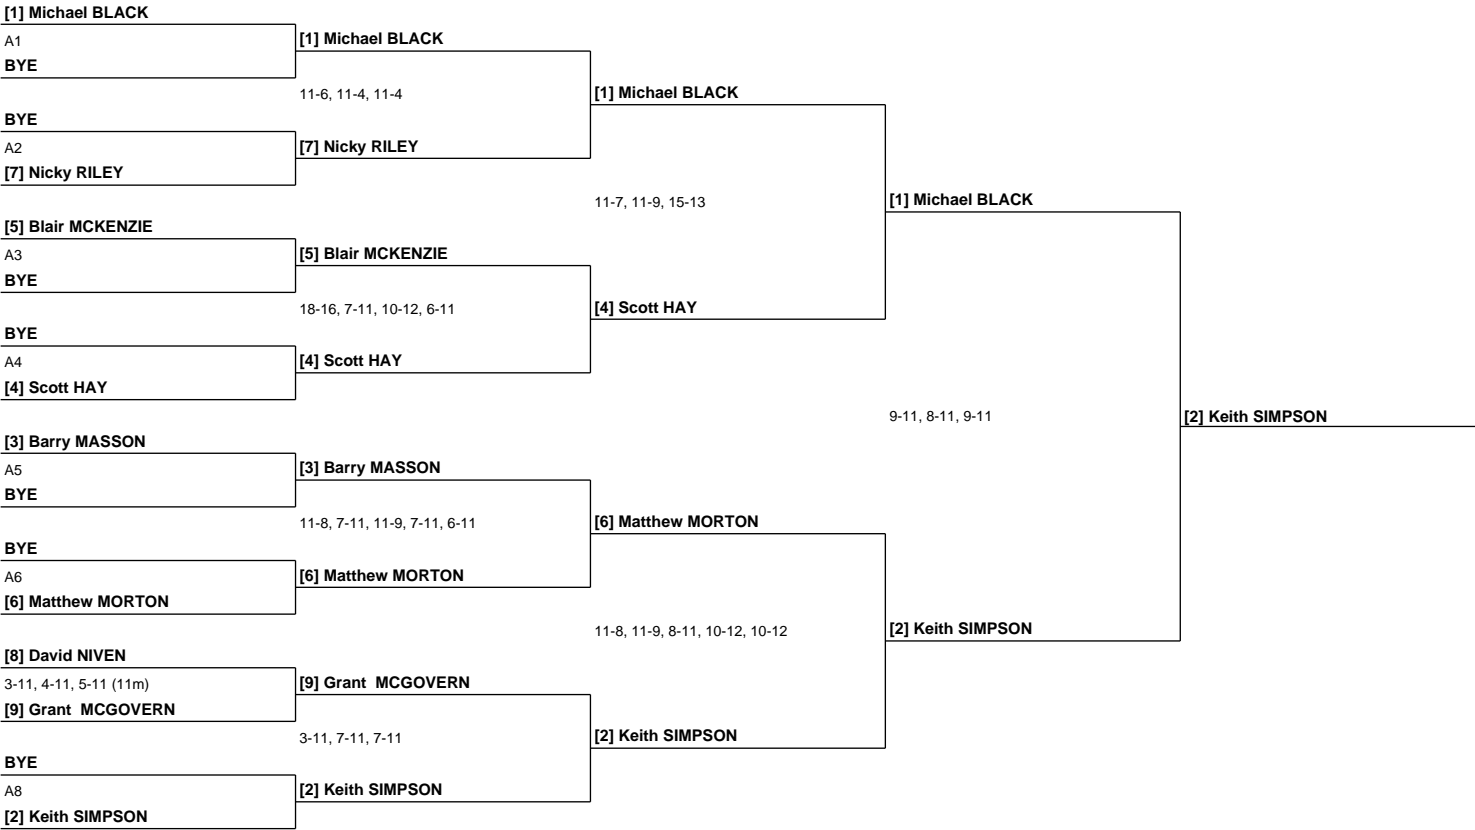 [1] Michael BLACK
A1
BYE
[1] Michael BLACK
11-6, 11-4, 11-4
BYE
A2
[7] Nicky RILEY
[7] Nicky RILEY
[1] Michael BLACK
11-7, 11-9, 15-13
[5] Blair MCKENZIE
A3
BYE
[5] Blair MCKENZIE
18-16, 7-11, 10-12, 6-11
BYE
A4
[4] Scott HAY
[4] Scott HAY
[4] Scott HAY
[1] Michael BLACK
9-11, 8-11, 9-11
[2] Keith SIMPSON
[3] Barry MASSON
A5
BYE
[3] Barry MASSON
11-8, 7-11, 11-9, 7-11, 6-11
BYE
A6
[6] Matthew MORTON
[6] Matthew MORTON
[6] Matthew MORTON
11-8, 11-9, 8-11, 10-12, 10-12
[2] Keith SIMPSON
[8] David NIVEN
3-11, 4-11, 5-11 (11m)
[9] Grant  MCGOVERN
[9] Grant  MCGOVERN
3-11, 7-11, 7-11
[2] Keith SIMPSON
BYE
A8
[2] Keith SIMPSON
[2] Keith SIMPSON